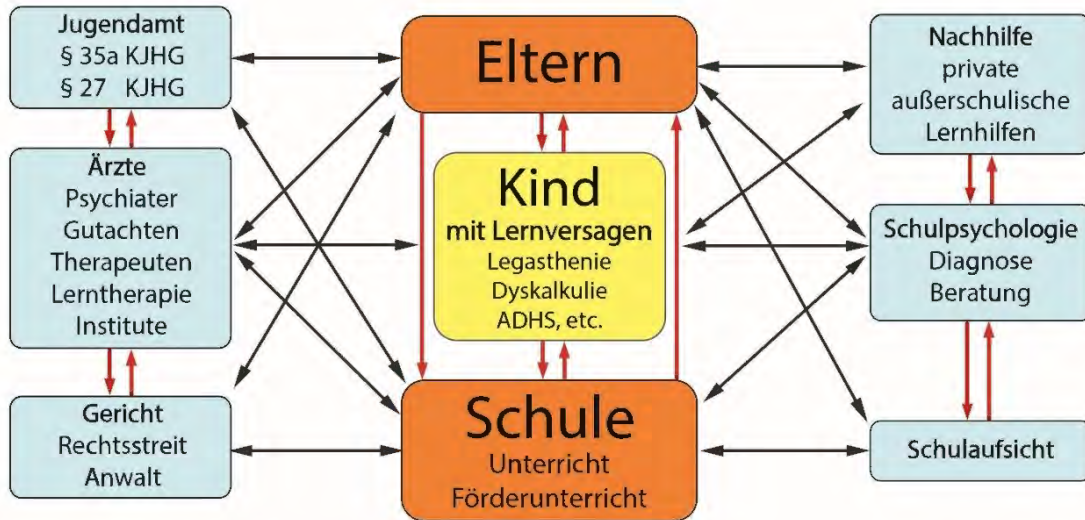 Jugendamt
§ 35a KJHG
§ 27 KJHG
Ärzte
Psychiater
Gutachten
Therapeuten
Lerntherapie
Institute
Gericht
Rechtsstreit
Anwalt
Eltern
Kind
mit Lernversagen
Legasthenie
Dyskalkulie
ADHS, etc.
Schule
Unterricht
Förderunterricht
Nachhilfe
private
außerschulische
Lernhilfen
Schulpsychologie
Diagnose
Beratung
Schulaufsicht